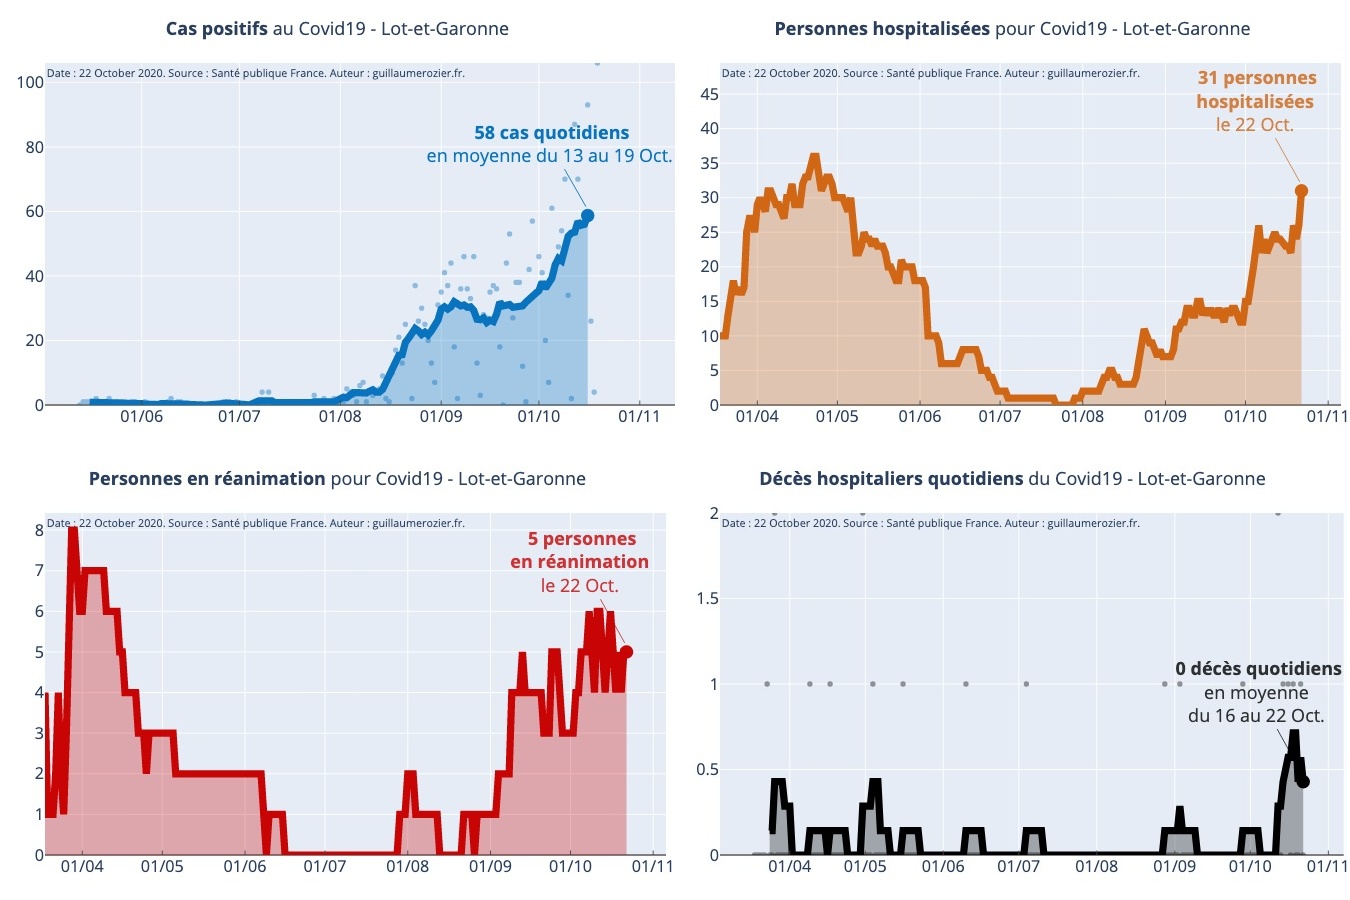 Cas positifs au Covid19 - Lot-et-Garonne
Date : 22 October 2020. Source : Santé publique France. Auteur : guillaumerozier.fr.
100
80
60
40
20
0
58 cas quotidiens
en moyenne du 13 au 19 Oct.
01/06 01/07 01/08 01/09 01/10 01/11
Personnes hospitalisées pour Covid19 - Lot-et-Garonne
Date : 22 October 2020. Source : Santé publique France. Auteur : guillaumerozier.fr.
45
40
35
30
25
20
15
10
5
0
31 personnes
hospitalisées
le 22 Oct.
01/04 01/05 01/06 01/07 01/08 01/09 01/10 01/11
Personnes en réanimation pour Covid19 - Lot-et-Garonne
Date : 22 October 2020. Source : Santé publique France. Auteur : guillaumerozier.fr.
8
7
6
5
4
3
2
1
0
5 personnes
en réanimation
le 22 Oct.
01/04 01/05 01/06 01/07 01/08 01/09 01/10 01/11
Décès hospitaliers quotidiens du Covid19 - Lot-et-Garonne
Date : 22 October 2020. Source : Santé publique France. Auteur : guillaumerozier.fr.
2
1.5
1
0.5
0
0 décès quotidiens
en moyenne
du 16 au 22 Oct.
01/04 01/05 01/06 01/07 01/08 01/09 01/10 01/11